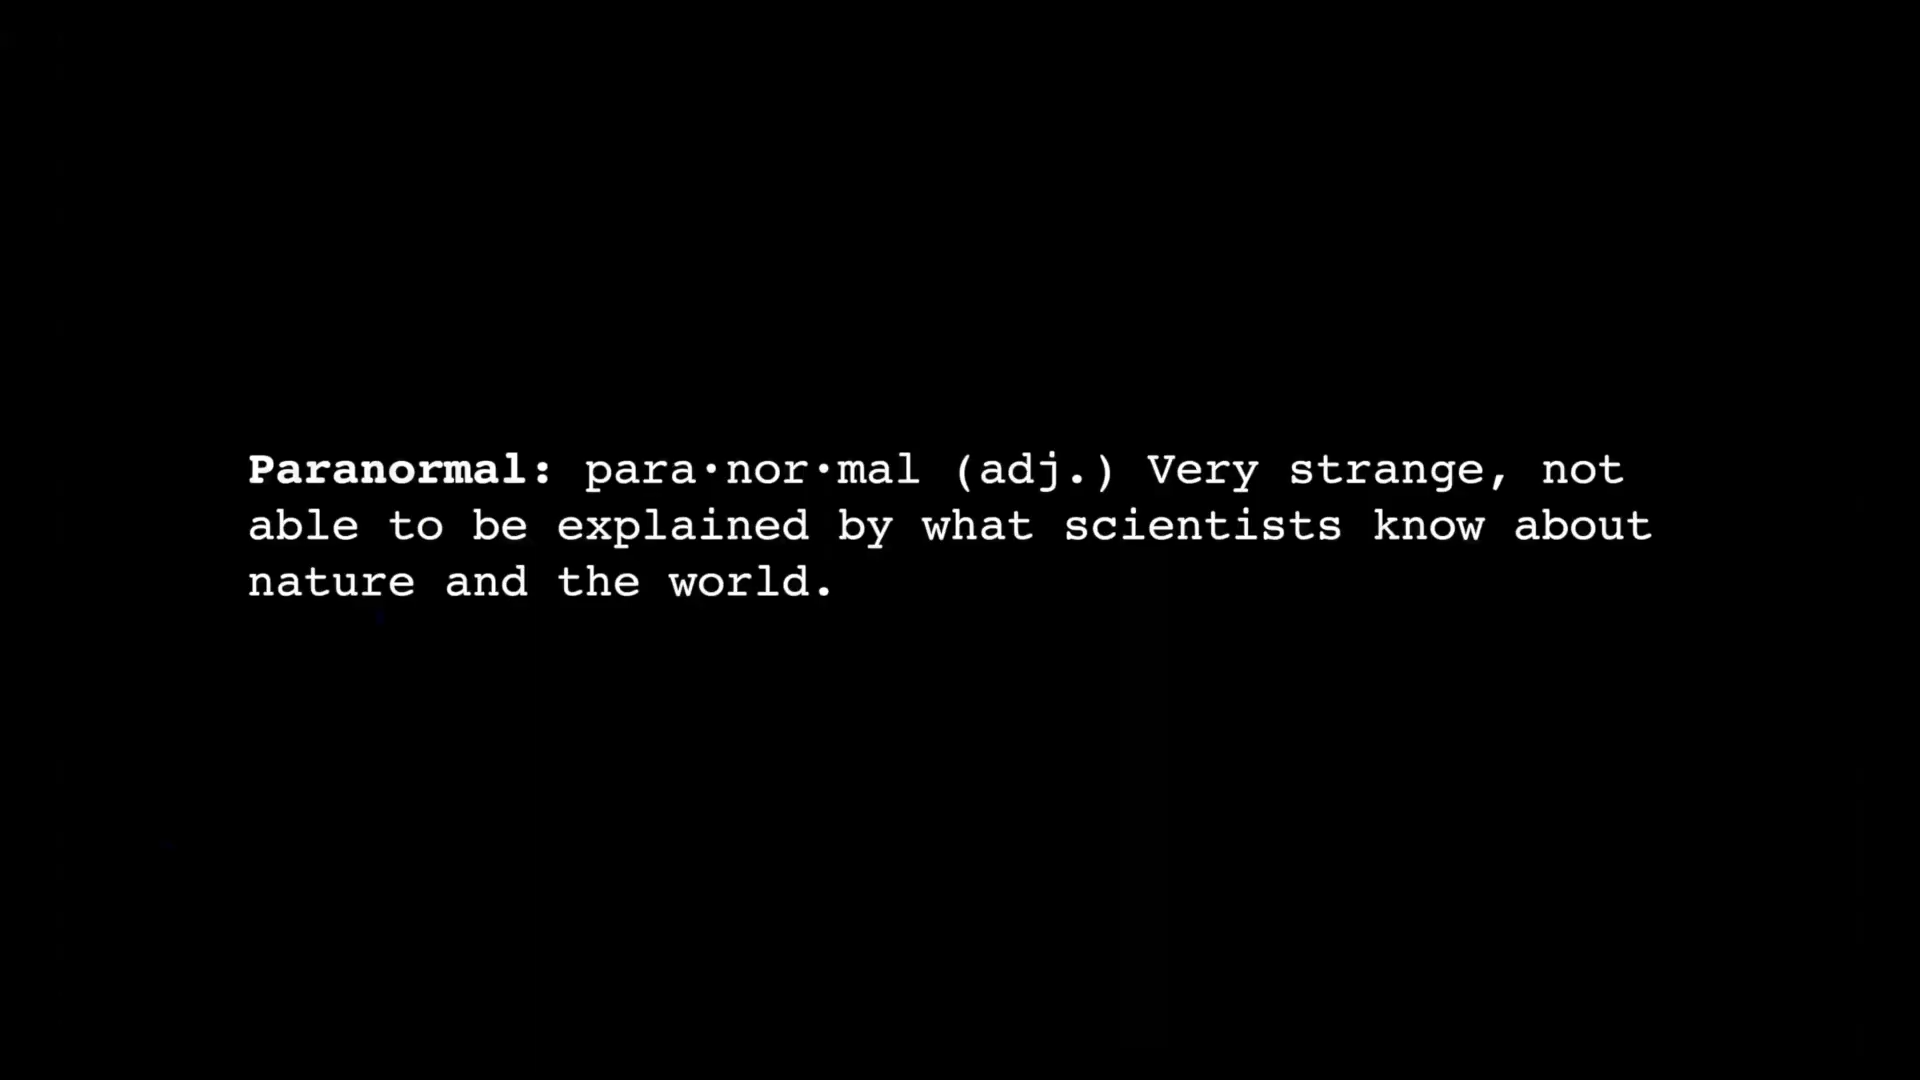 Paranormal: para·nor·mal (adj.) Very strange, not
able to be explained by what scientists know about
nature and the world.